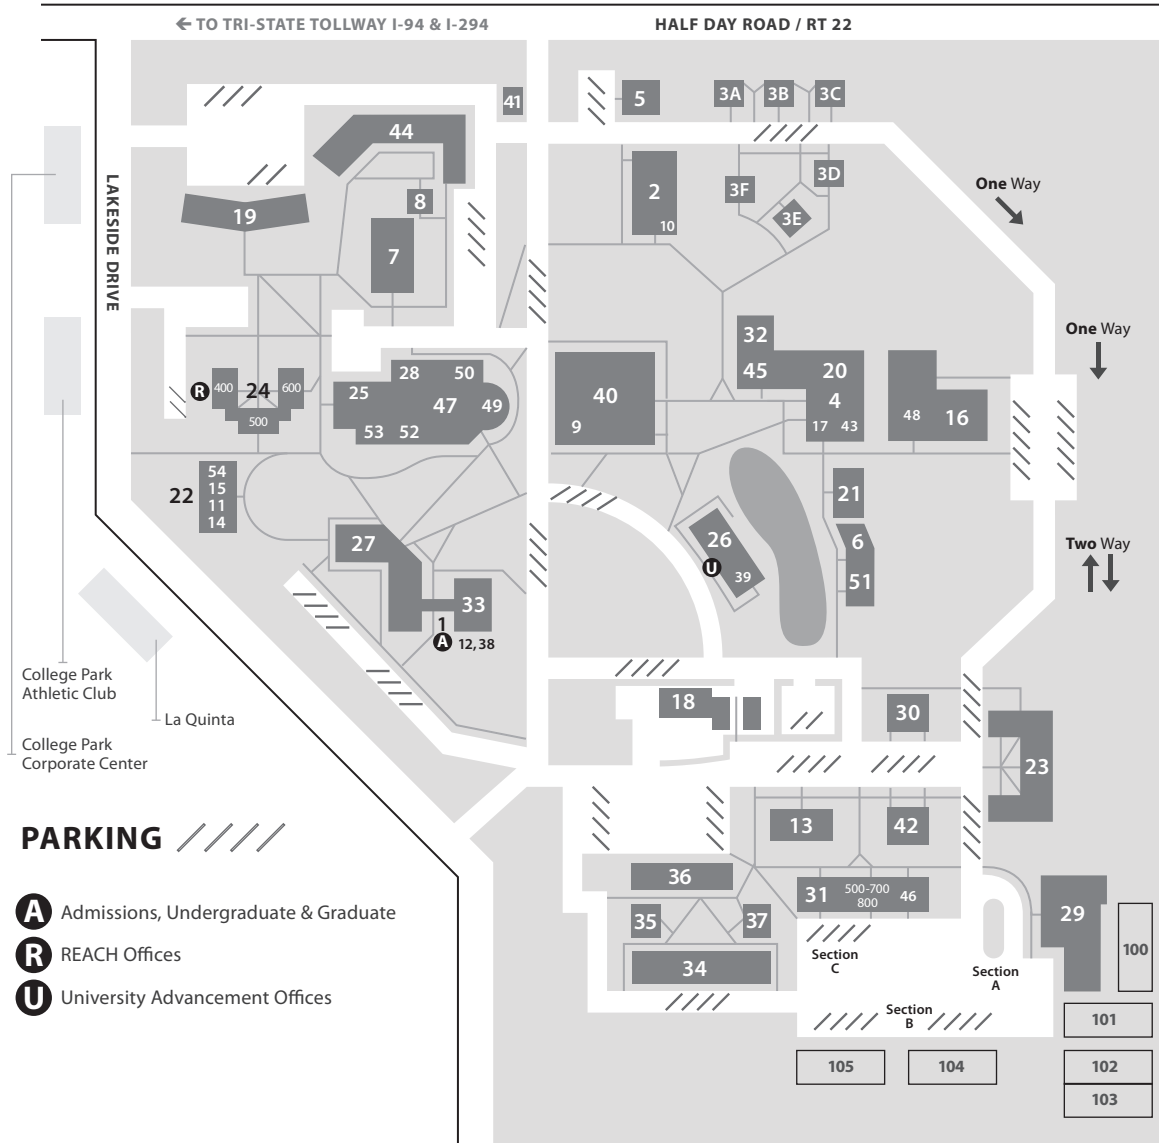 ← TO TRI-STATE TOLLWAY I-94 & I-294
HALF DAY ROAD / RT 22
LAKESIDE DRIVE
41
5
3A
3B
3C
44
2
10
3F
3D
3E
One Way
8
19
7
One Way
32
45
20
4
17
43
28
50
25
47
49
53
52
R
400
24
600
500
40
9
48
16
22
54
15
11
14
21
6
51
26
U
39
Two Way
27
33
1
A
12, 38
College Park
Athletic Club
La Quinta
College Park
Corporate Center
18
30
23
13
42
36
31
500-700
800
46
35
37
34
29
100
Section
C
Section
A
Section
B
101
105
104
102
103
PARKING
A Admissions, Undergraduate & Graduate
R REACH Offices
U University Advancement Offices